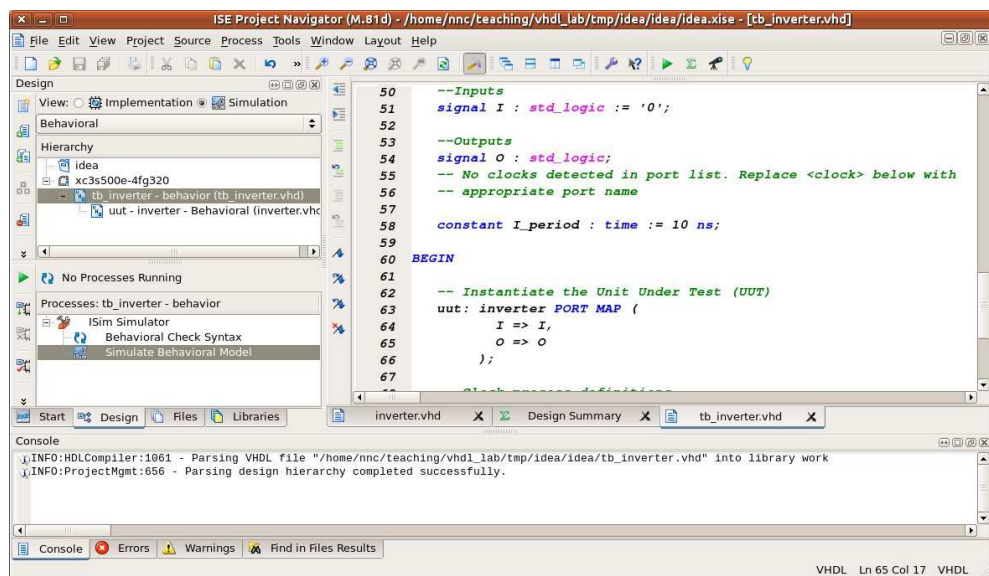 ISE Project Navigator (M.81d) - /home/nnc/teaching/vhdl_lab/tmp/idea/idea/idea.xise - [tb_inverter.vhd]
File Edit View Project Source Process Tools Window Layout Help
Design
View: Implementation Simulation
Behavioral
Hierarchy
idea
xc3s500e-4fg320
tb_inverter - behavior (tb_inverter.vhd)
uut - inverter - Behavioral (inverter.vhd
No Processes Running
Processes: tb_inverter - behavior
ISim Simulator
Behavioral Check Syntax
Simulate Behavioral Model
Start Design Files Libraries
50 --Inputs
51 signal I : std_logic := '0';
52
53 --Outputs
54 signal O : std_logic;
55 -- No clocks detected in port list. Replace <clock> below with
56 -- appropriate port name
57
58 constant I_period : time := 10 ns;
59
60 BEGIN
61
62 -- Instantiate the Unit Under Test (UUT)
63 uut: inverter PORT MAP (
64 I => I,
65 O => O
66 );
67
inverter.vhd Design Summary tb_inverter.vhd
Console
INFO:HDLCompiler:1061 - Parsing VHDL file "/home/nnc/teaching/vhdl_lab/tmp/idea/idea/tb_inverter.vhd" into library work
INFO:ProjectMgmt:656 - Parsing design hierarchy completed successfully.
Console Errors Warnings Find in Files Results
VHDL Ln 65 Col 17 VHDL